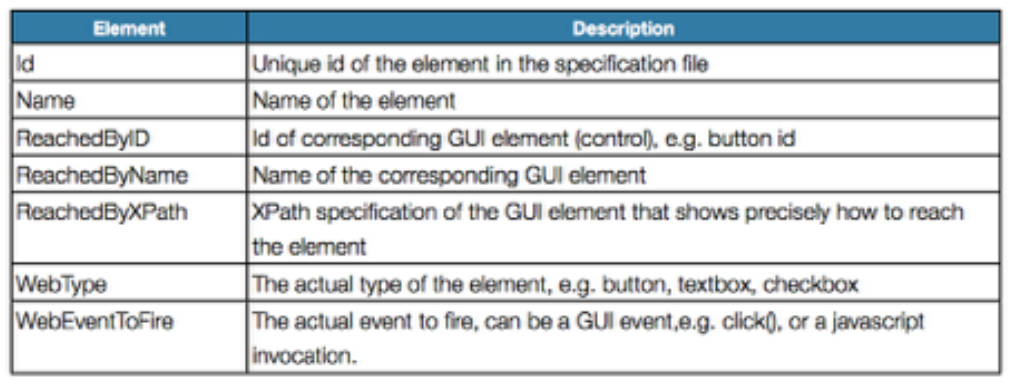 Element Description
Id Unique id of the element in the specification file
Name Name of the element
ReachedByID Id of corresponding GUI element (control), e.g. button id
ReachedByName Name of the corresponding GUI element
ReachedByXPath XPath specification of the GUI element that shows precisely how to reach
the element
WebType The actual type of the element, e.g. button, textbox, checkbox
WebEventToFire The actual event to fire, can be a GUI event,e.g. click(), or a javascript
invocation.